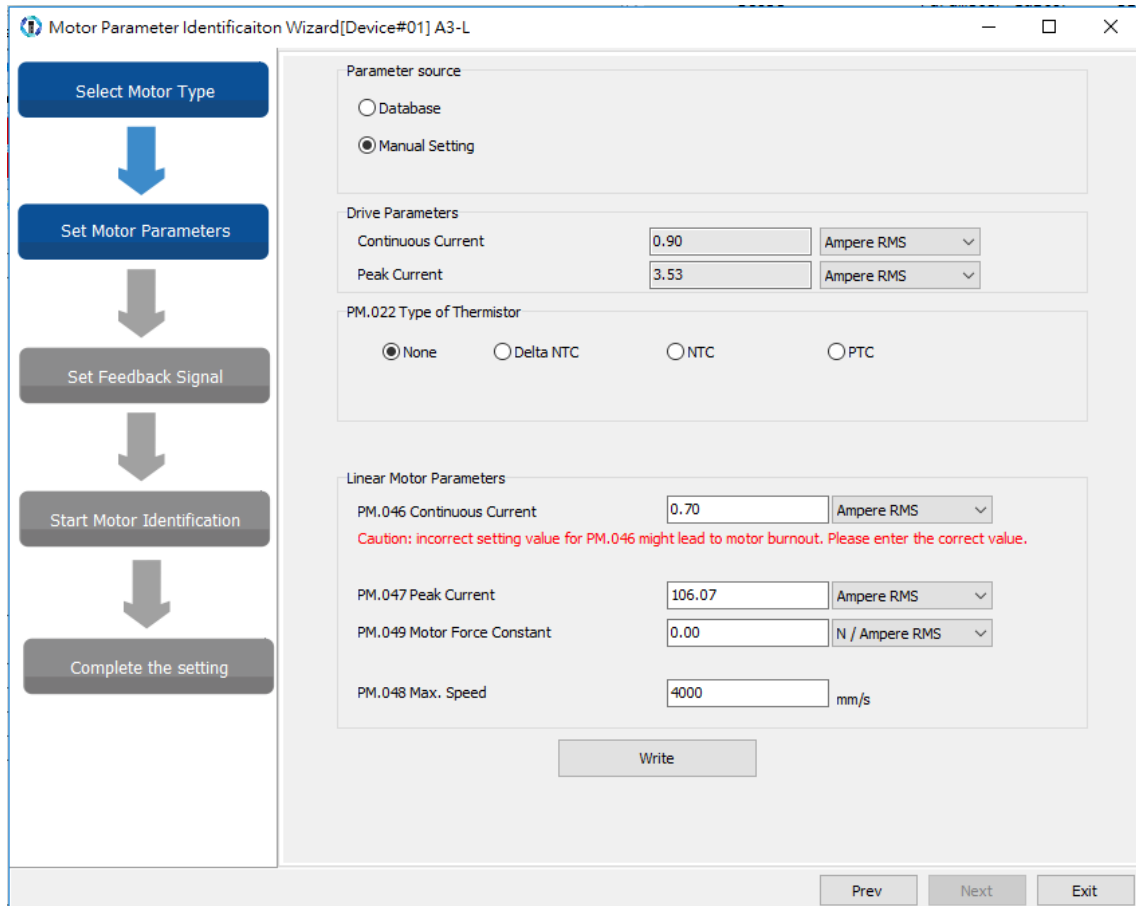 Motor Parameter Identificaiton Wizard[Device#01] A3-L
Select Motor Type
Set Motor Parameters
Set Feedback Signal
Start Motor Identification
Complete the setting
Parameter source
Database
Manual Setting
Drive Parameters
Continuous Current 0.90 Ampere RMS
Peak Current 3.53 Ampere RMS
PM.022 Type of Thermistor
None Delta NTC NTC PTC
Linear Motor Parameters
PM.046 Continuous Current 0.70 Ampere RMS
Caution: incorrect setting value for PM.046 might lead to motor burnout. Please enter the correct value.
PM.047 Peak Current 106.07 Ampere RMS
PM.049 Motor Force Constant 0.00 N / Ampere RMS
PM.048 Max. Speed 4000 mm/s
Write
Prev Next Exit